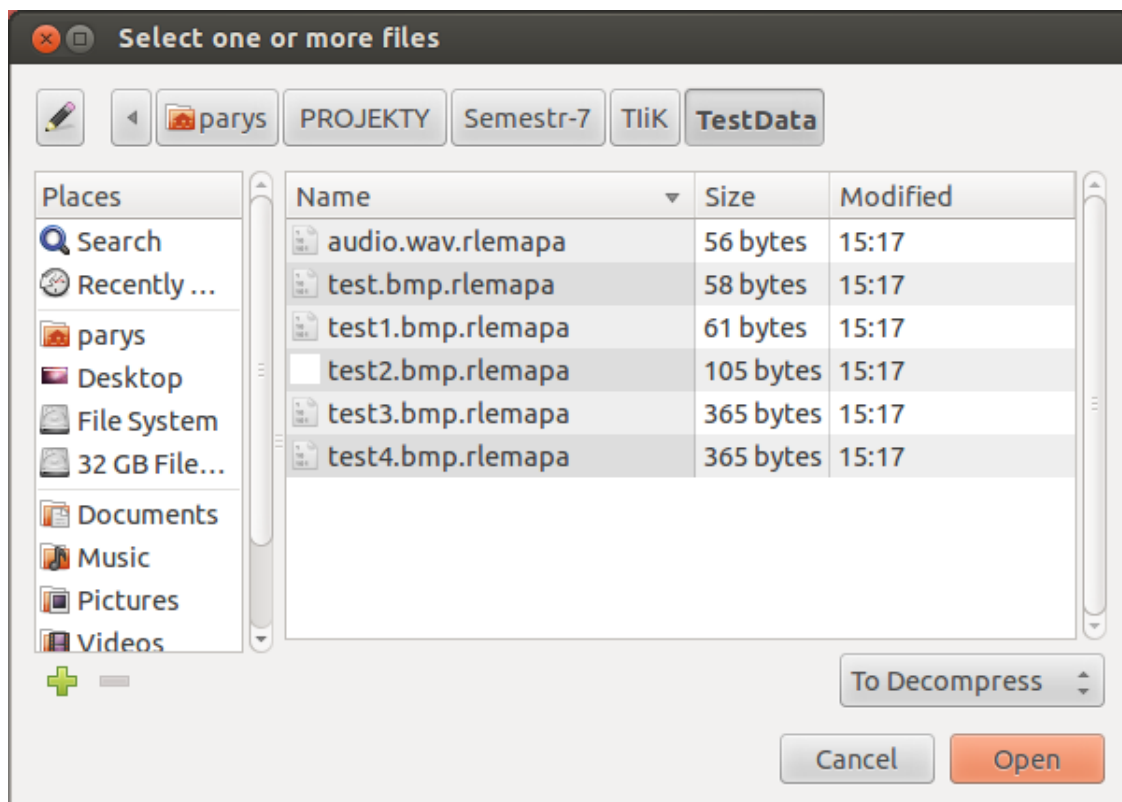 Select one or more files
parys PROJEKTY Semestr-7 TIiK TestData
Places
Search
Recently ...
parys
Desktop
File System
32 GB File...
Documents
Music
Pictures
Videos
Name Size Modified
audio.wav.rlemapa 56 bytes 15:17
test.bmp.rlemapa 58 bytes 15:17
test1.bmp.rlemapa 61 bytes 15:17
test2.bmp.rlemapa 105 bytes 15:17
test3.bmp.rlemapa 365 bytes 15:17
test4.bmp.rlemapa 365 bytes 15:17
To Decompress
Cancel Open